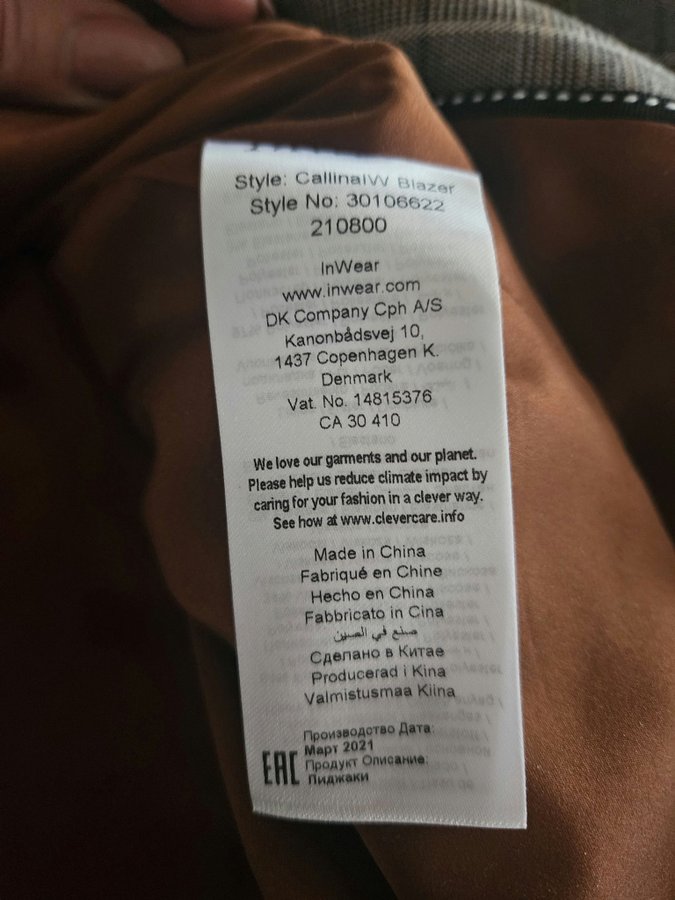 Style: CallinaIW Blazer
Style No: 30106622
210800
InWear
www.inwear.com
DK Company Cph A/S
Kanonbådsvej 10,
1437 Copenhagen K.
Denmark
Vat. No. 14815376
CA 30 410
We love our garments and our planet.
Please help us reduce climate impact by
caring for your fashion in a clever way.
See how at www.clevercare.info
Made in China
Fabriqué en Chine
Hecho en China
Fabbricato in Cina
صنع في الصين
Сделано в Китае
Producerad i Kina
Valmistusmaa Kiina
Производство Дата:
Март 2021
EAC Продукт Описание:
Пиджаки